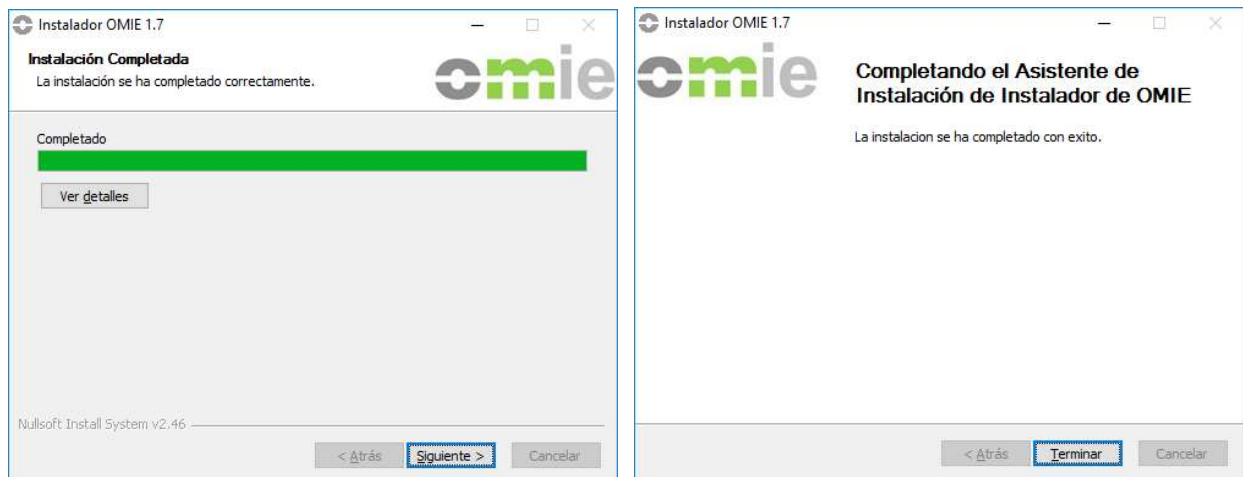 Instalador OMIE 1.7
Instalación Completada
La instalación se ha completado correctamente.
omie
Completado
Ver detalles
Nullsoft Install System v2.46
< Atrás
Siguiente >
Cancelar
Instalador OMIE 1.7
omie
Completando el Asistente de
Instalación de Instalador de OMIE
La instalacion se ha completado con exito.
< Atrás
Terminar
Cancelar